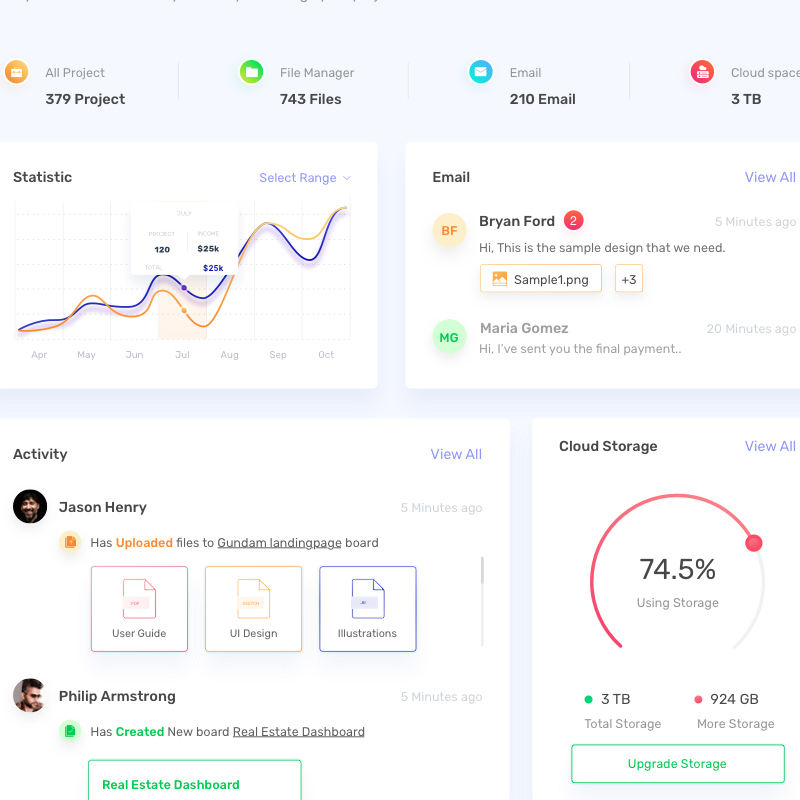 All Project
379 Project
File Manager
743 Files
Email
210 Email
Cloud space
3 TB
Statistic
Select Range
JULY
PROJECT
INCOME
120
$25k
TOTAL
$25k
Apr
May
Jun
Jul
Aug
Sep
Oct
Email
View All
BF
Bryan Ford
2
5 Minutes ago
Hi, This is the sample design that we need.
Sample1.png
+3
MG
Maria Gomez
20 Minutes ago
Hi, I've sent you the final payment..
Activity
View All
Jason Henry
5 Minutes ago
Has Uploaded files to Gundam landingpage board
PDF
User Guide
SKETCH
UI Design
.AI
Illustrations
Philip Armstrong
5 Minutes ago
Has Created New board Real Estate Dashboard
Real Estate Dashboard
Cloud Storage
View All
74.5%
Using Storage
3 TB
Total Storage
924 GB
More Storage
Upgrade Storage